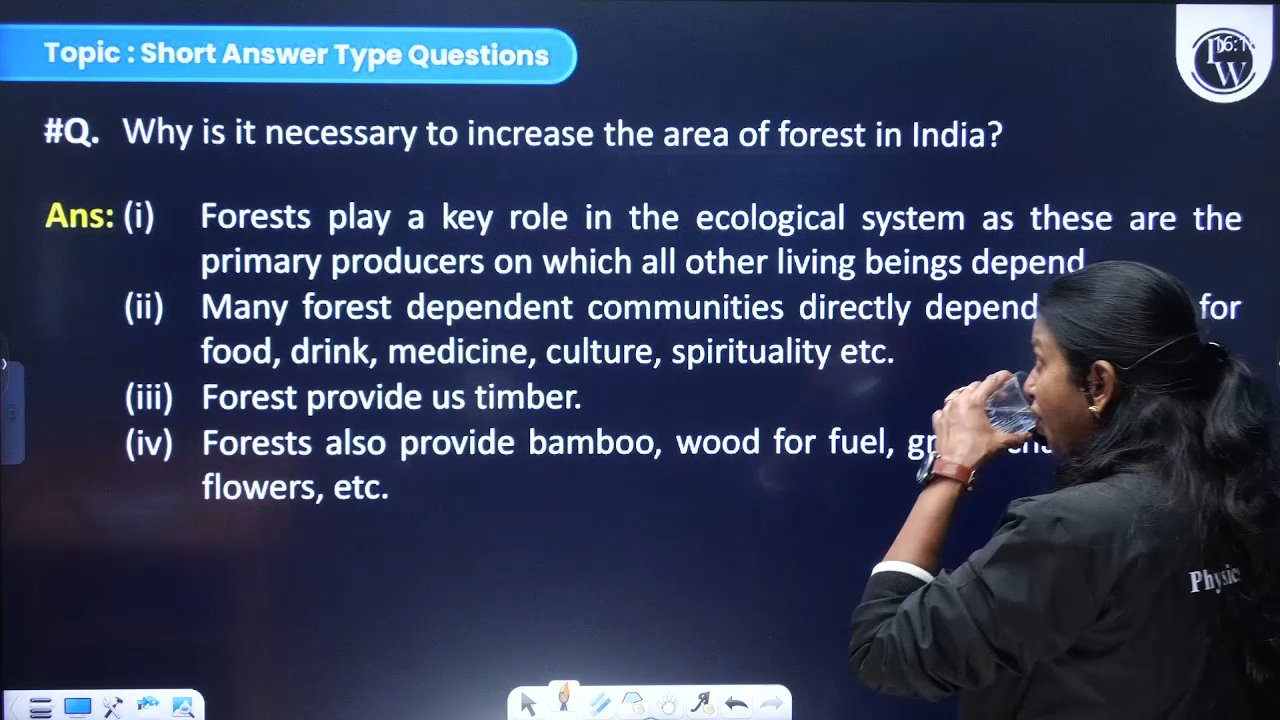 Topic : Short Answer Type Questions
16:1
W
#Q. Why is it necessary to increase the area of forest in India?
Ans: (i) Forests play a key role in the ecological system as these are the
primary producers on which all other living beings depend
(ii) Many forest dependent communities directly depend for
food, drink, medicine, culture, spirituality etc.
(iii) Forest provide us timber.
(iv) Forests also provide bamboo, wood for fuel,
flowers, etc.
Physics